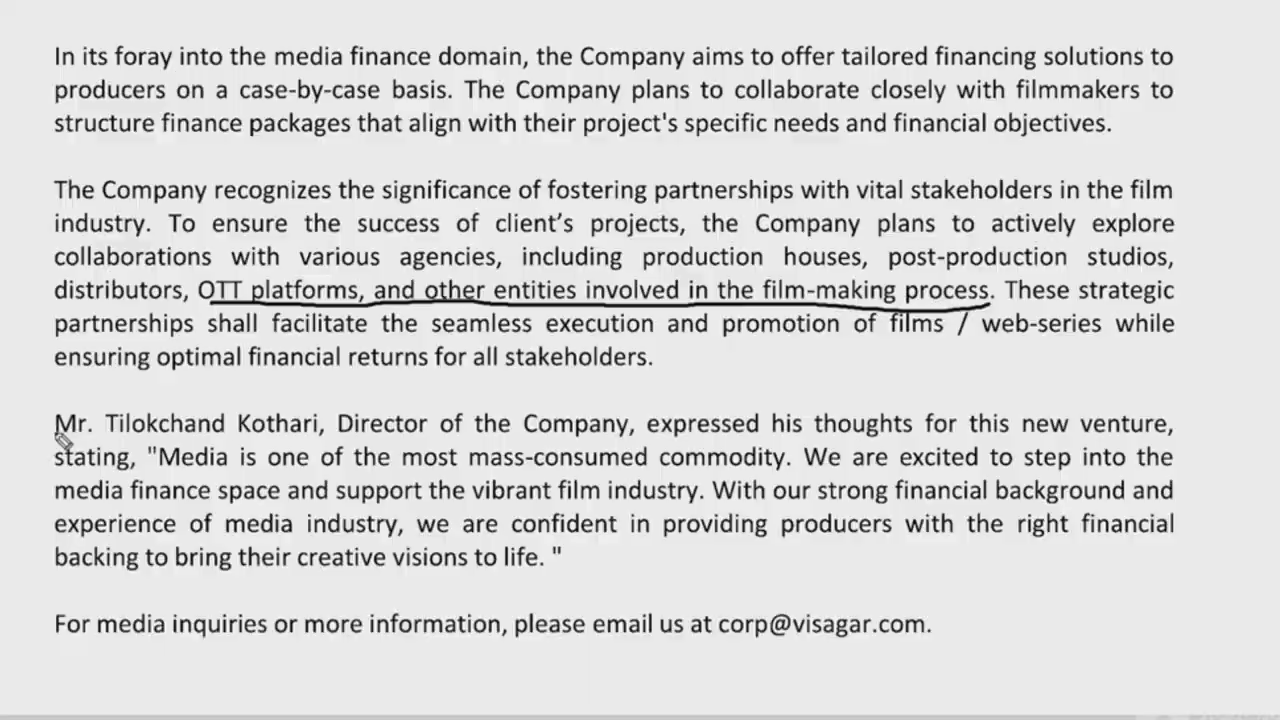 In its foray into the media finance domain, the Company aims to offer tailored financing solutions to
producers on a case-by-case basis. The Company plans to collaborate closely with filmmakers to
structure finance packages that align with their project's specific needs and financial objectives.
The Company recognizes the significance of fostering partnerships with vital stakeholders in the film
industry. To ensure the success of client’s projects, the Company plans to actively explore
collaborations with various agencies, including production houses, post-production studios,
distributors, OTT platforms, and other entities involved in the film-making process. These strategic
partnerships shall facilitate the seamless execution and promotion of films / web-series while
ensuring optimal financial returns for all stakeholders.
Mr. Tilokchand Kothari, Director of the Company, expressed his thoughts for this new venture,
stating, "Media is one of the most mass-consumed commodity. We are excited to step into the
media finance space and support the vibrant film industry. With our strong financial background and
experience of media industry, we are confident in providing producers with the right financial
backing to bring their creative visions to life. "
For media inquiries or more information, please email us at corp@visagar.com.